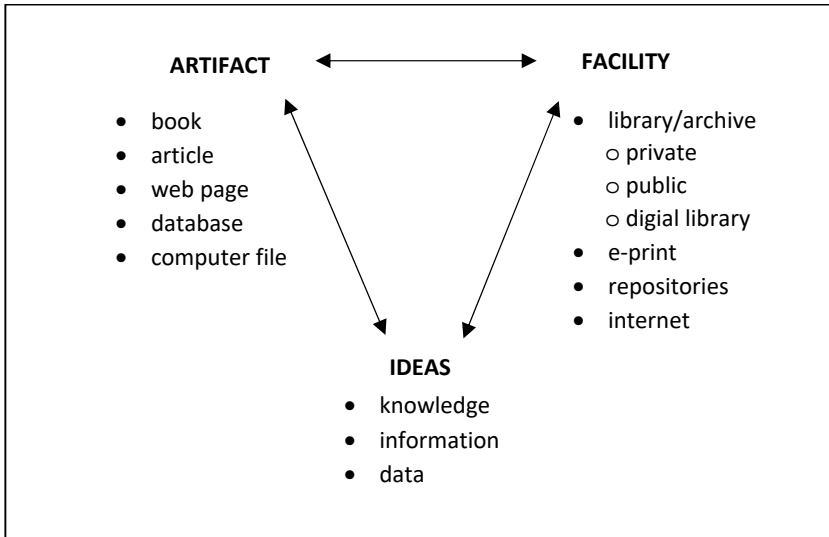 ARTIFACT
• book
• article
• web page
• database
• computer file
FACILITY
• library/archive
o private
o public
o digial library
• e-print
• repositories
• internet
IDEAS
• knowledge
• information
• data